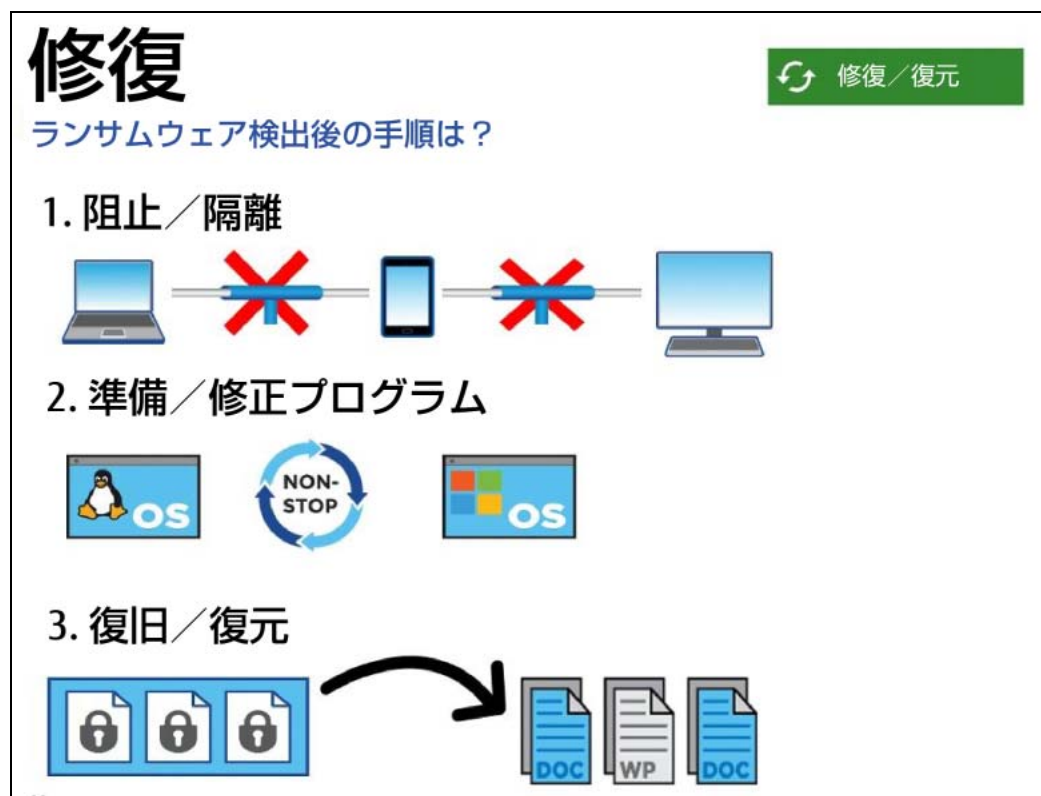 修復
修復／復元
ランサムウェア検出後の手順は？
1. 阻止／隔離
2. 準備／修正プログラム
OS
NON-
STOP
OS
3. 復旧／復元
DOC
WP
DOC